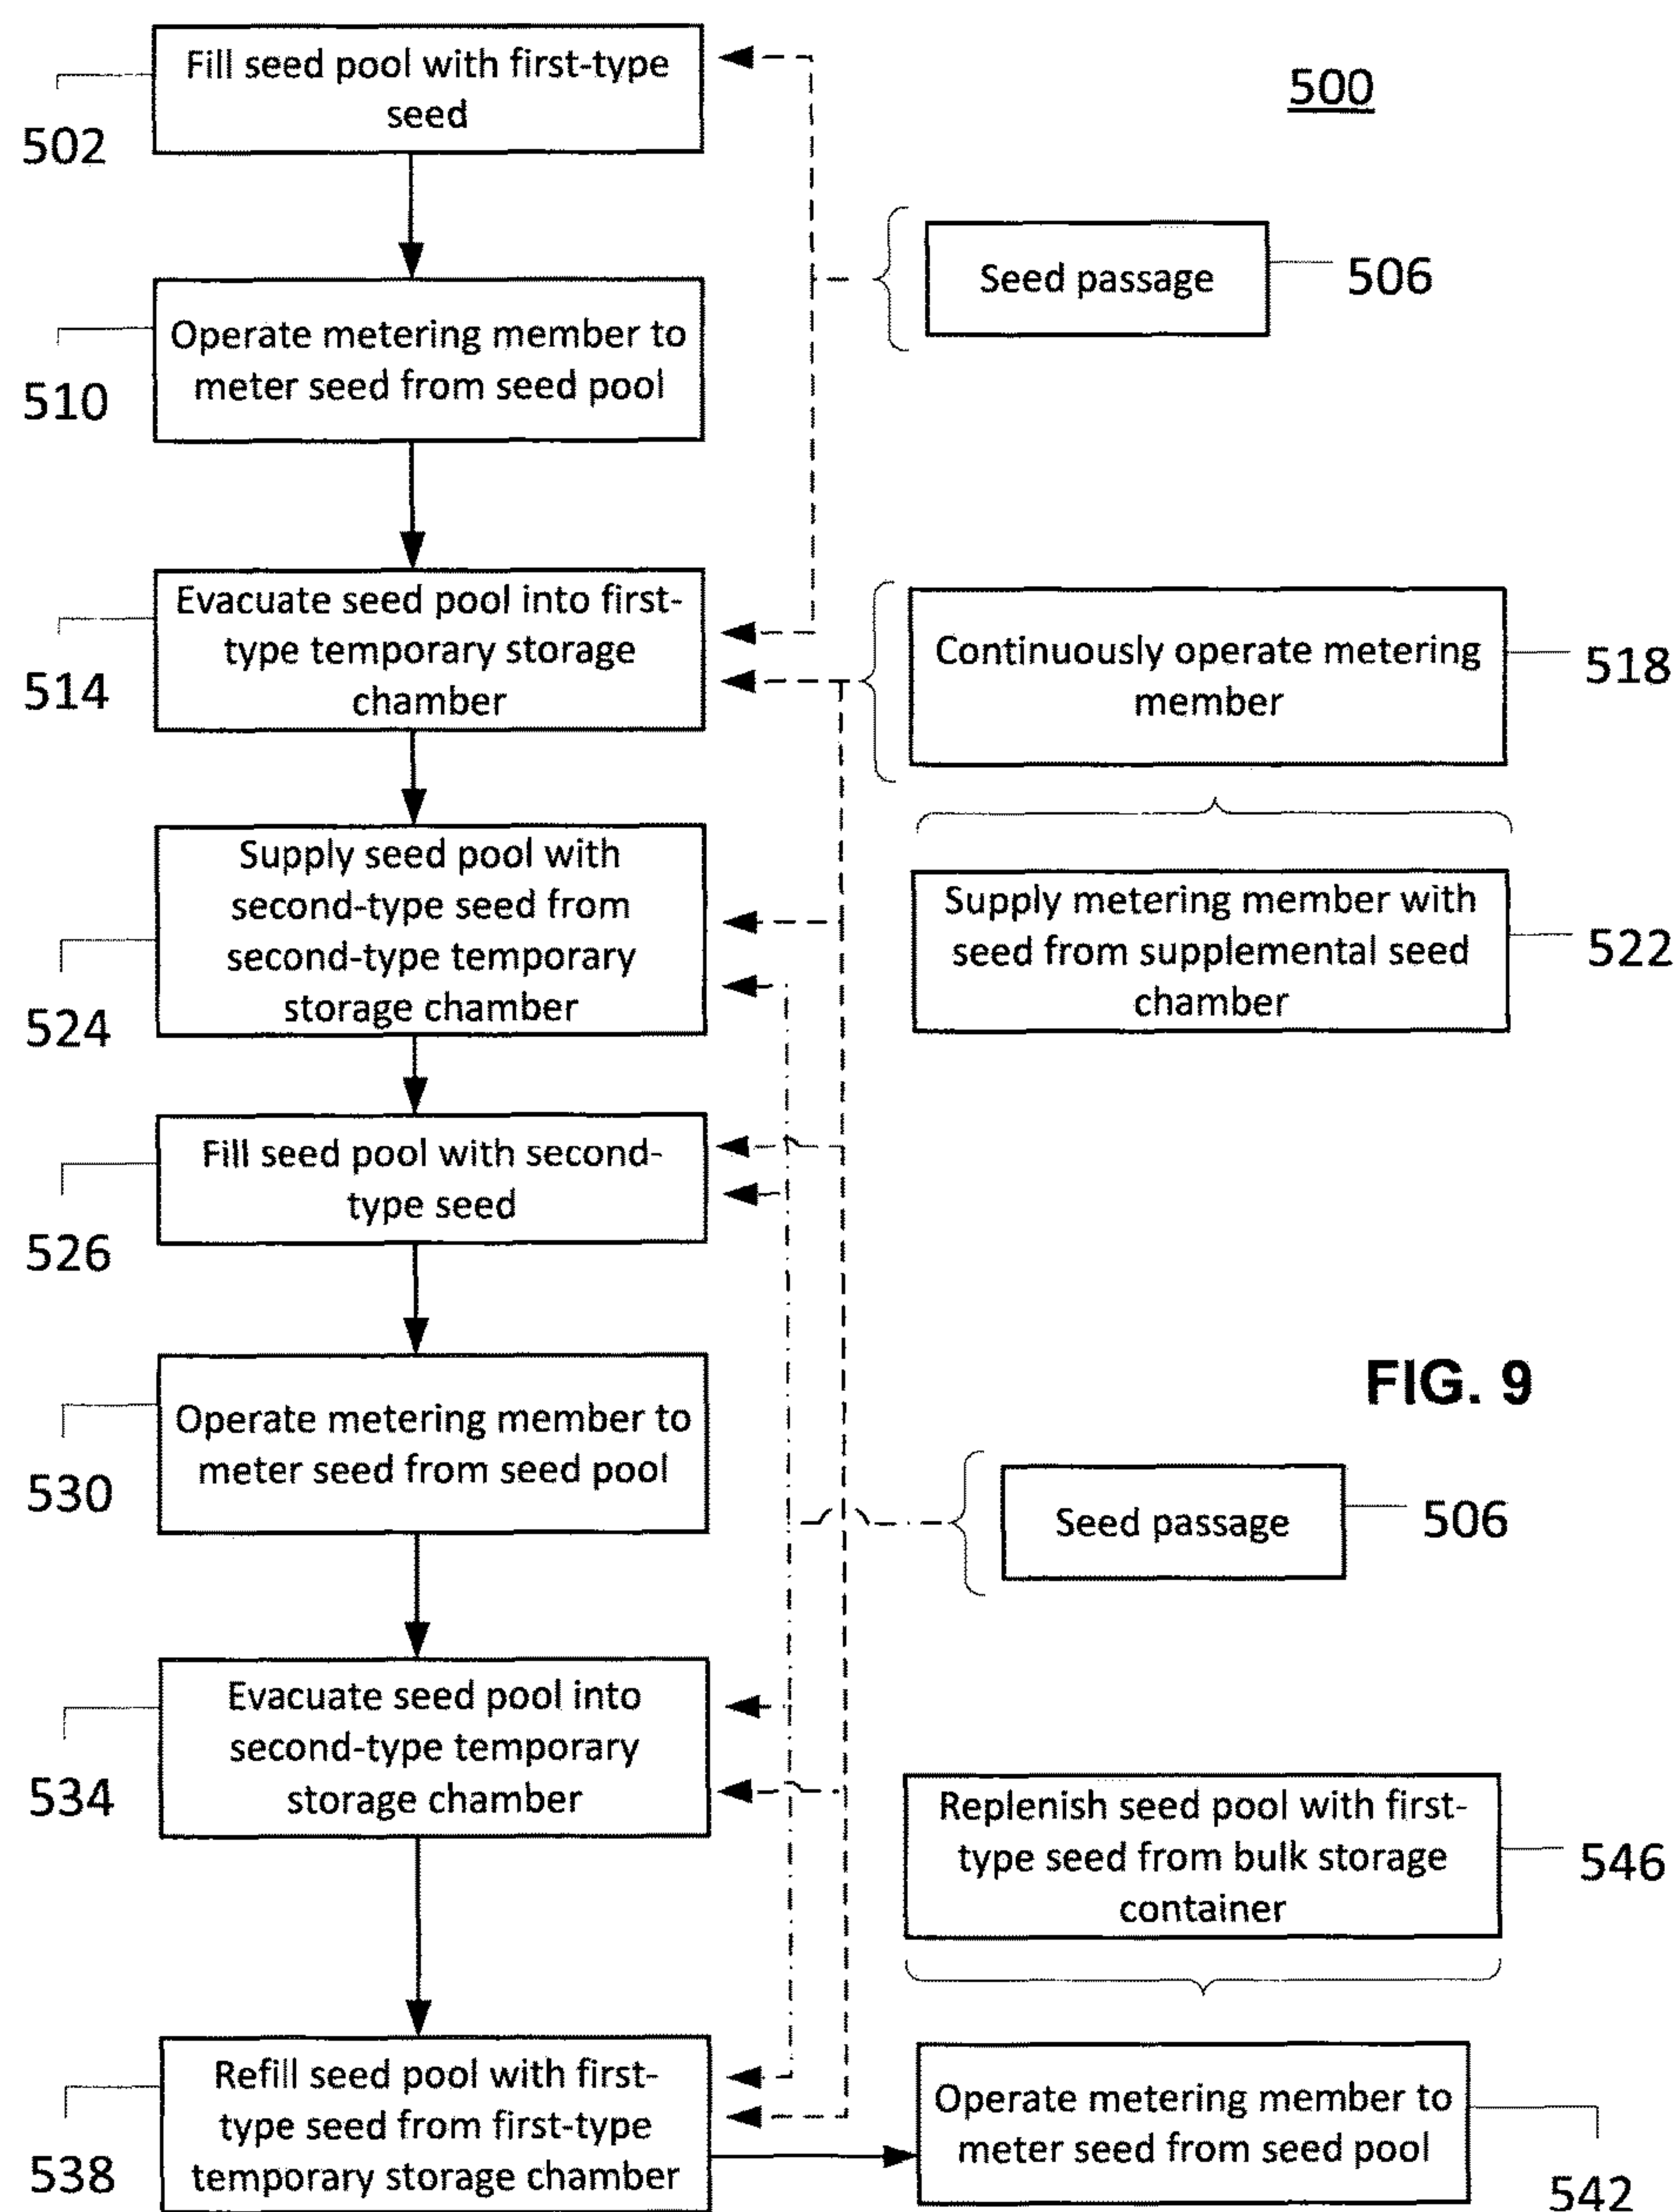 500
Fill seed pool with first-type
seed
502
Seed passage
506
Operate metering member to
meter seed from seed pool
510
Evacuate seed pool into first-
type temporary storage
chamber
514
Continuously operate metering
member
518
Supply seed pool with
second-type seed from
second-type temporary
storage chamber
524
Supply metering member with
seed from supplemental seed
chamber
522
Fill seed pool with second-
type seed
526
FIG. 9
Operate metering member to
meter seed from seed pool
530
Seed passage
506
Evacuate seed pool into
second-type temporary
storage chamber
534
Replenish seed pool with first-
type seed from bulk storage
container
546
Refill seed pool with first-
type seed from first-type
temporary storage chamber
538
Operate metering member to
meter seed from seed pool
542